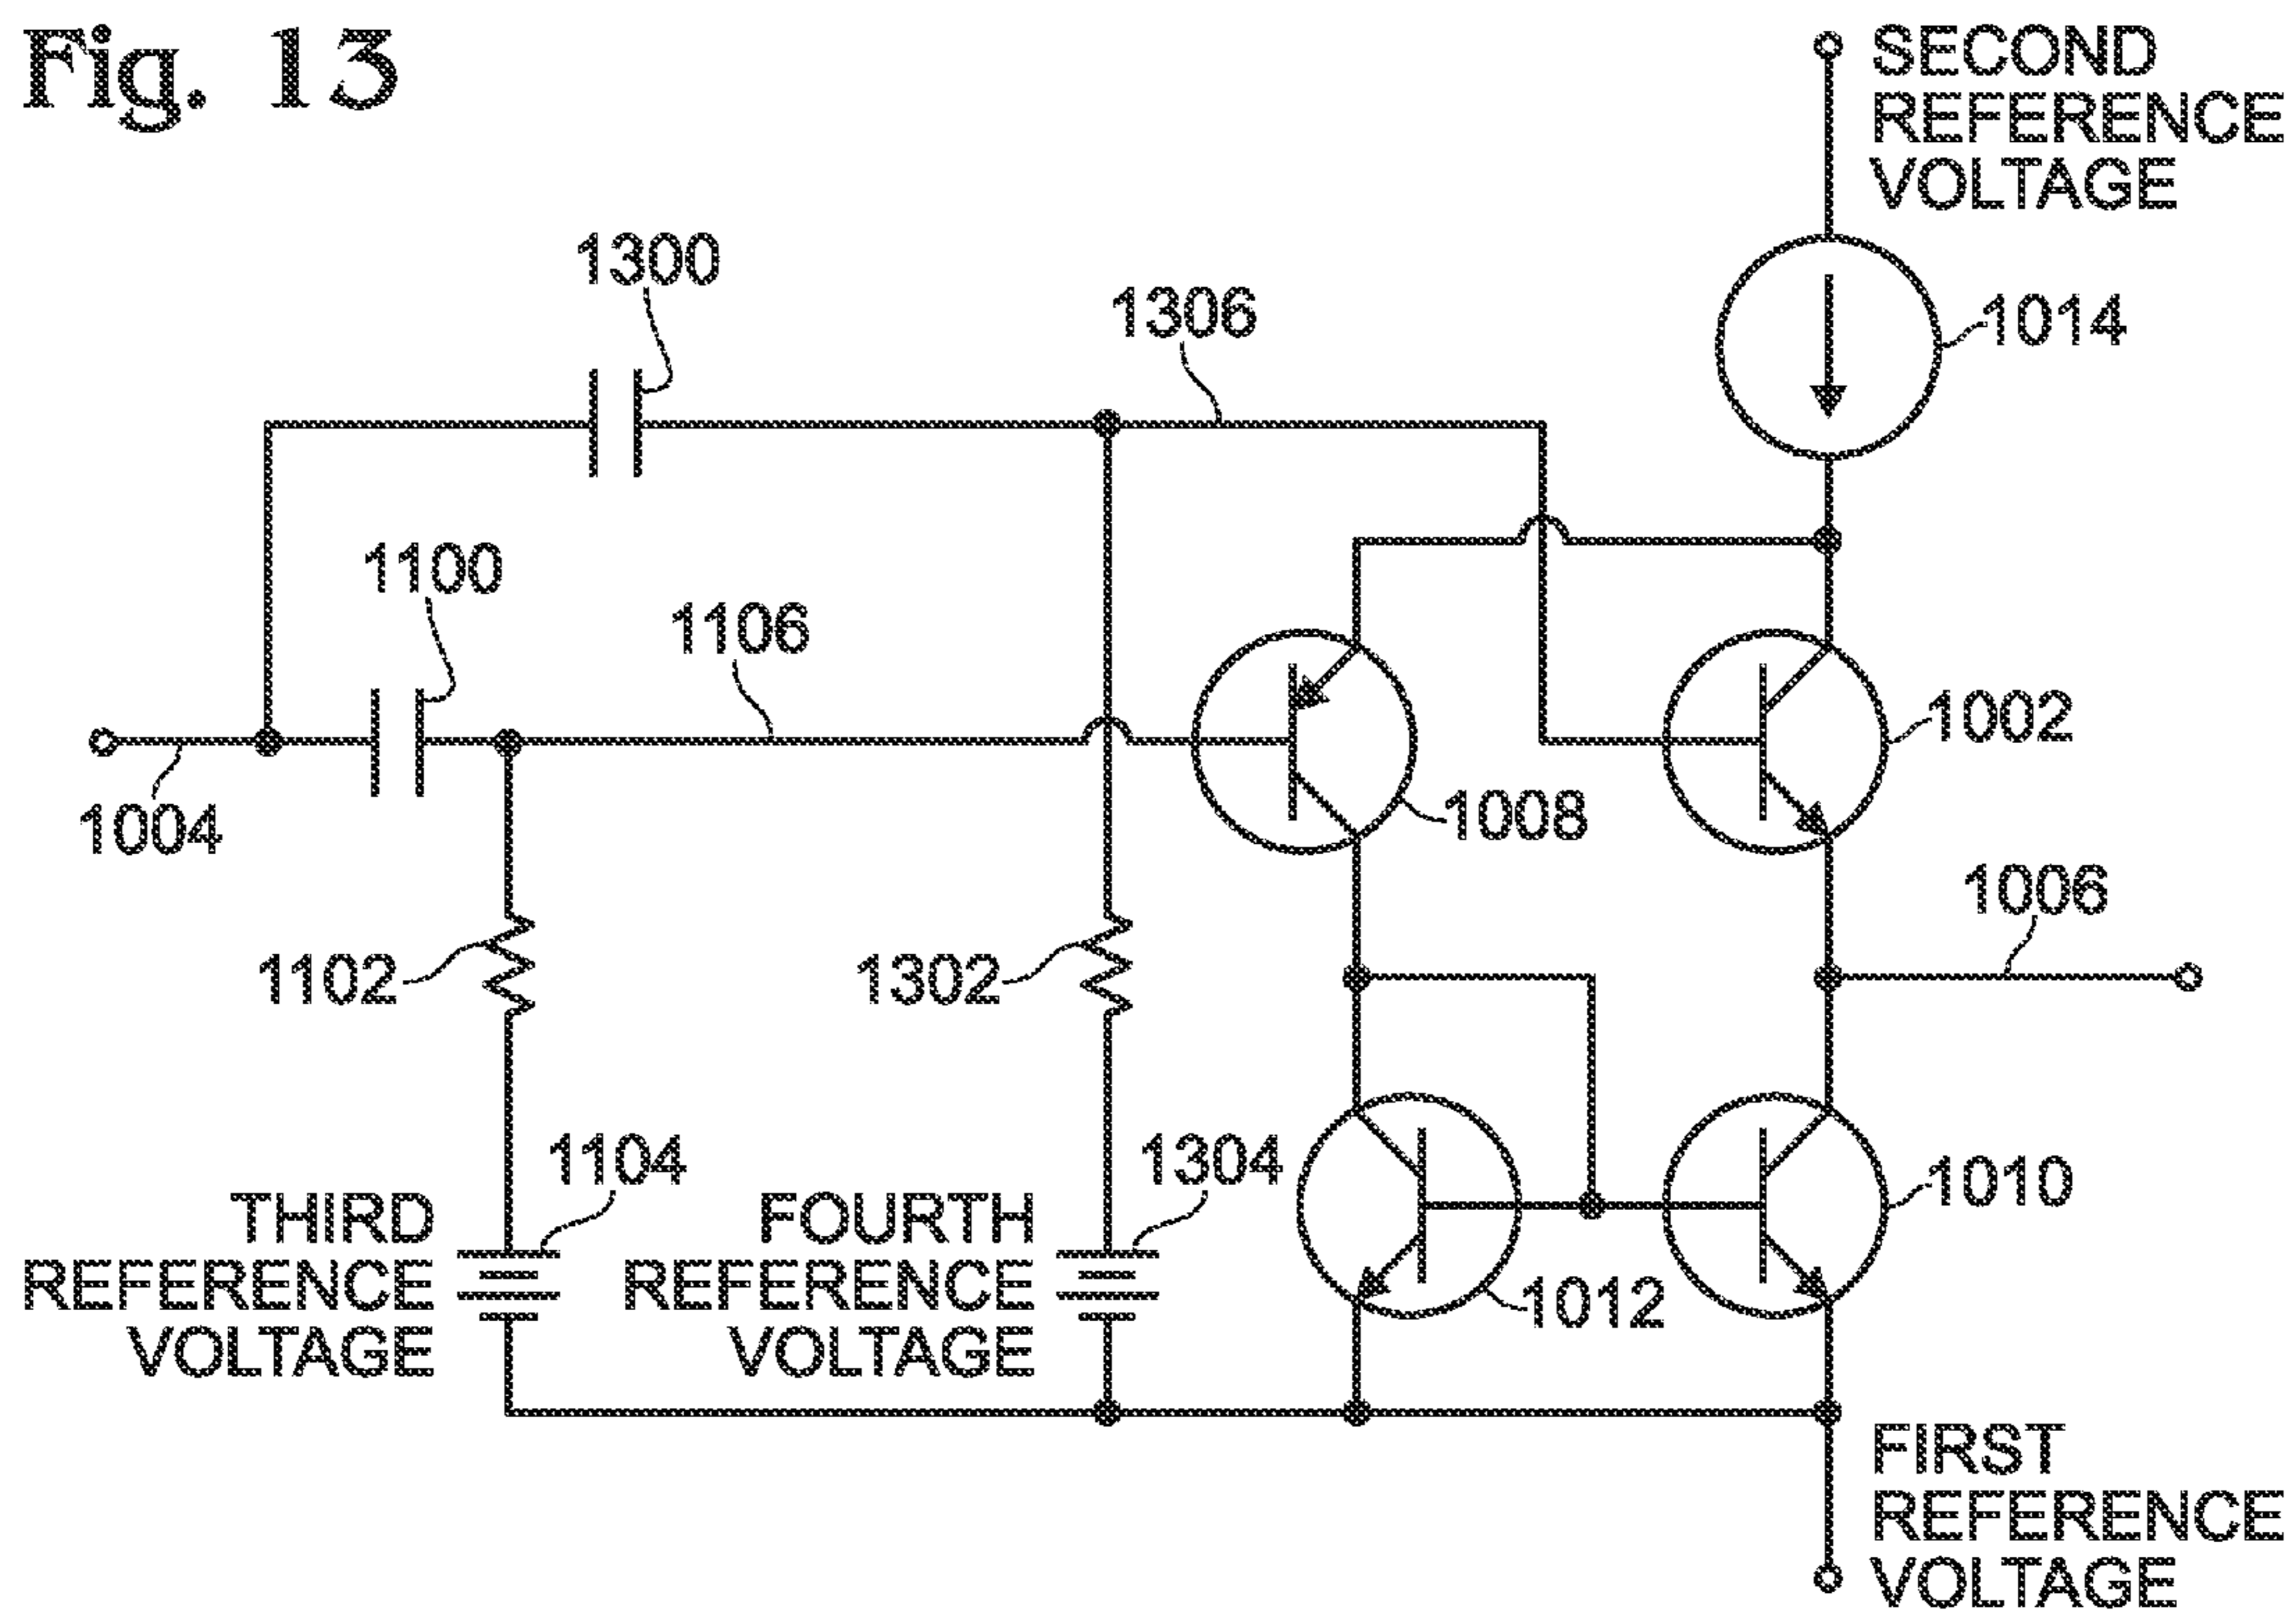 Fig. 13
SECOND
REFERENCE
VOLTAGE
1300
1306
1014
1100
1106
1002
1004
1008
1006
1102
1302
1104
1304
1010
THIRD
REFERENCE
VOLTAGE
FOURTH
REFERENCE
VOLTAGE
1012
FIRST
REFERENCE
VOLTAGE